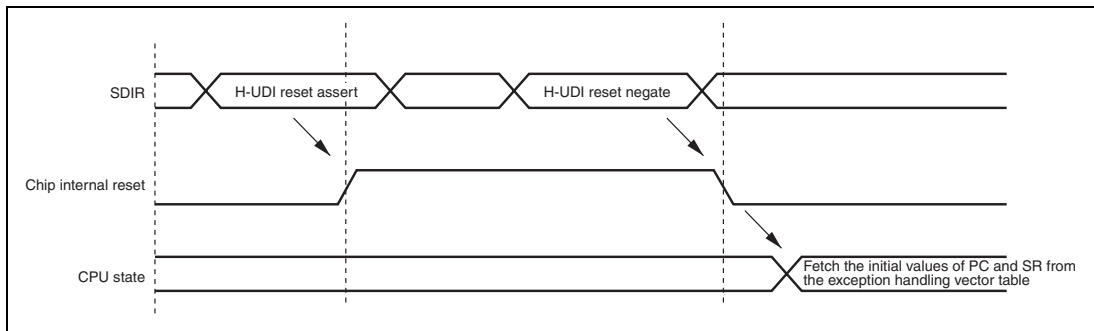 SDIR
H-UDI reset assert
H-UDI reset negate
Chip internal reset
CPU state
Fetch the initial values of PC and SR from
the exception handling vector table